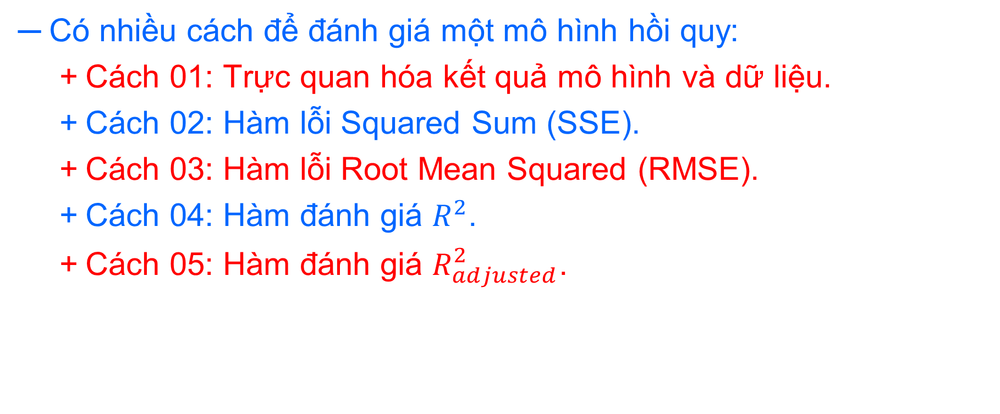 — Có nhiều cách để đánh giá một mô hình hồi quy:
+ Cách 01: Trực quan hóa kết quả mô hình và dữ liệu.
+ Cách 02: Hàm lỗi Squared Sum (SSE).
+ Cách 03: Hàm lỗi Root Mean Squared (RMSE).
+ Cách 04: Hàm đánh giá $R^2$.
+ Cách 05: Hàm đánh giá $R^2_{adjusted}$.